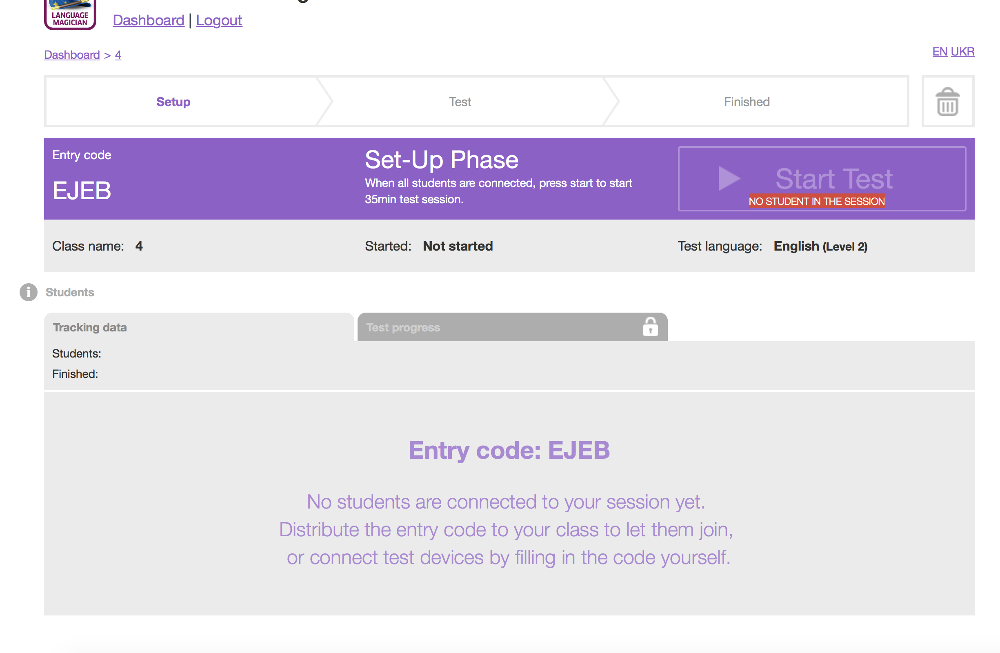 LANGUAGE
MAGICIAN
Dashboard | Logout
Dashboard > 4
EN UKR
Setup
Test
Finished
Entry code
EJEB
Set-Up Phase
When all students are connected, press start to start
35min test session.
Start Test
NO STUDENT IN THE SESSION
Class name: 4
Started: Not started
Test language: English (Level 2)
i Students
Tracking data
Test progress
Students:
Finished:
Entry code: EJEB
No students are connected to your session yet.
Distribute the entry code to your class to let them join,
or connect test devices by filling in the code yourself.